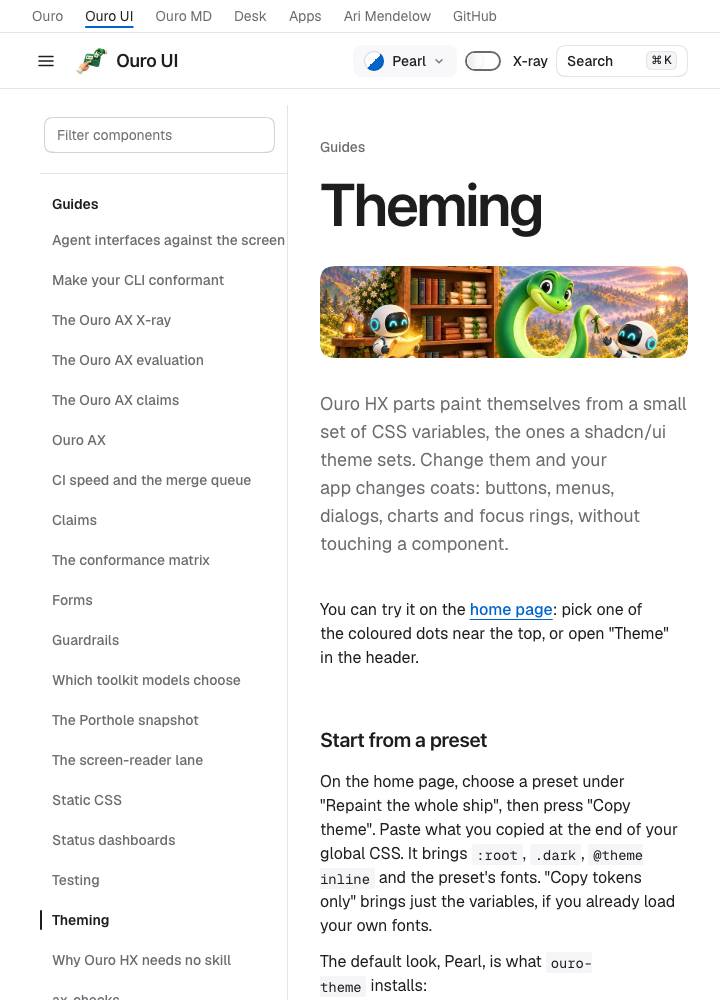 Ouro
Ouro UI
Ouro MD
Desk
Apps
Ari Mendelow
GitHub
Ouro UI
Pearl
X-ray
Search
⌘ K
Filter components
Guides
Agent interfaces against the screen
Make your CLI conformant
The Ouro AX X-ray
The Ouro AX evaluation
The Ouro AX claims
Ouro AX
CI speed and the merge queue
Claims
The conformance matrix
Forms
Guardrails
Which toolkit models choose
The Porthole snapshot
The screen-reader lane
Static CSS
Status dashboards
Testing
Theming
Why Ouro HX needs no skill
ax-checks
Guides
Theming
Ouro HX parts paint themselves from a small
set of CSS variables, the ones a shadcn/ui
theme sets. Change them and your
app changes coats: buttons, menus,
dialogs, charts and focus rings, without
touching a component.
You can try it on the home page: pick one of
the coloured dots near the top, or open "Theme"
in the header.
Start from a preset
On the home page, choose a preset under
"Repaint the whole ship", then press "Copy
theme". Paste what you copied at the end of your
global CSS. It brings :root, .dark, @theme
inline and the preset's fonts. "Copy tokens
only" brings just the variables, if you already load
your own fonts.
The default look, Pearl, is what ouro-
theme installs: